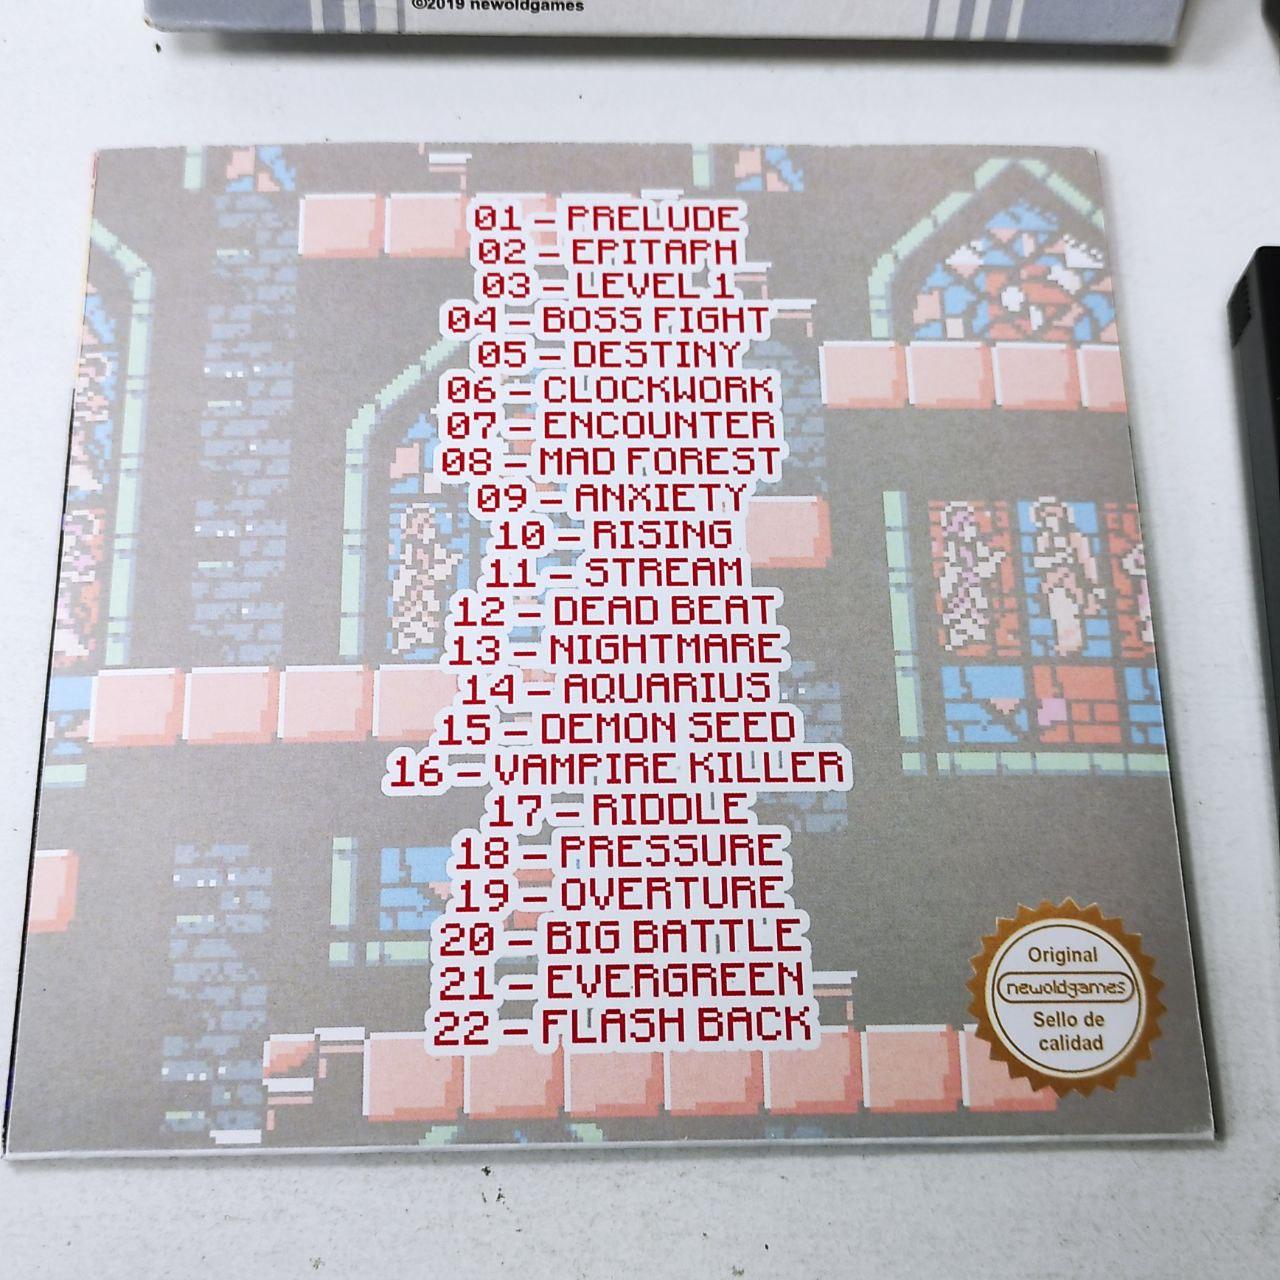 ©2019 newoldgames
01 - PRELUDE
02 - EPITAPH
03 - LEVEL 1
04 - BOSS FIGHT
05 - DESTINY
06 - CLOCKWORK
07 - ENCOUNTER
08 - MAD FOREST
09 - ANXIETY
10 - RISING
11 - STREAM
12 - DEAD BEAT
13 - NIGHTMARE
14 - AQUARIUS
15 - DEMON SEED
16 - VAMPIRE KILLER
17 - RIDDLE
18 - PRESSURE
19 - OVERTURE
20 - BIG BATTLE
21 - EVERGREEN
22 - FLASH BACK
Original
newoldgames
Sello de
calidad